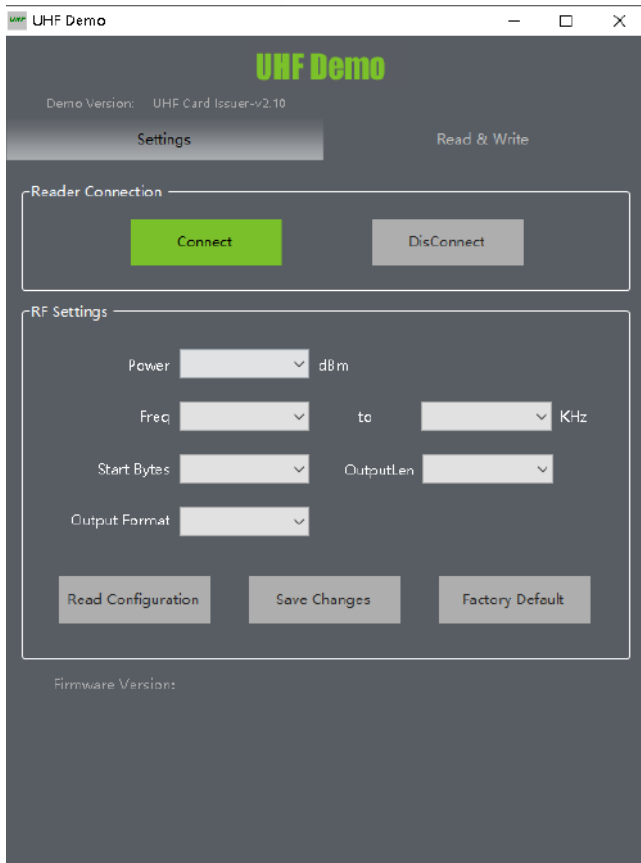 UHF UHF Demo
UHF Demo
Demo Version: UHF Card Issuer-v2.10
Settings Read & Write
Reader Connection
Connect DisConnect
RF Settings
Power dBm
Freq to KHz
Start Bytes OutputLen
Output Format
Read Configuration Save Changes Factory Default
Firmware Version: